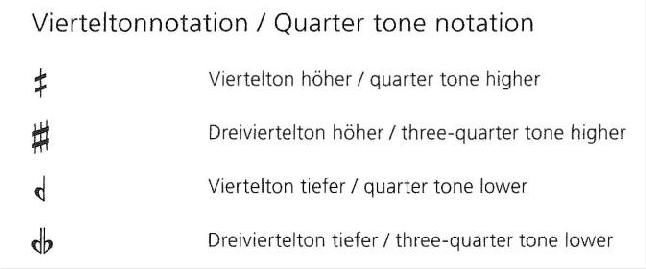 Vierteltonnotation / Quarter tone notation
Viertelton höher / quarter tone higher
Dreiviertelton höher / three-quarter tone higher
Viertelton tiefer / quarter tone lower
Dreiviertelton tiefer / three-quarter tone lower